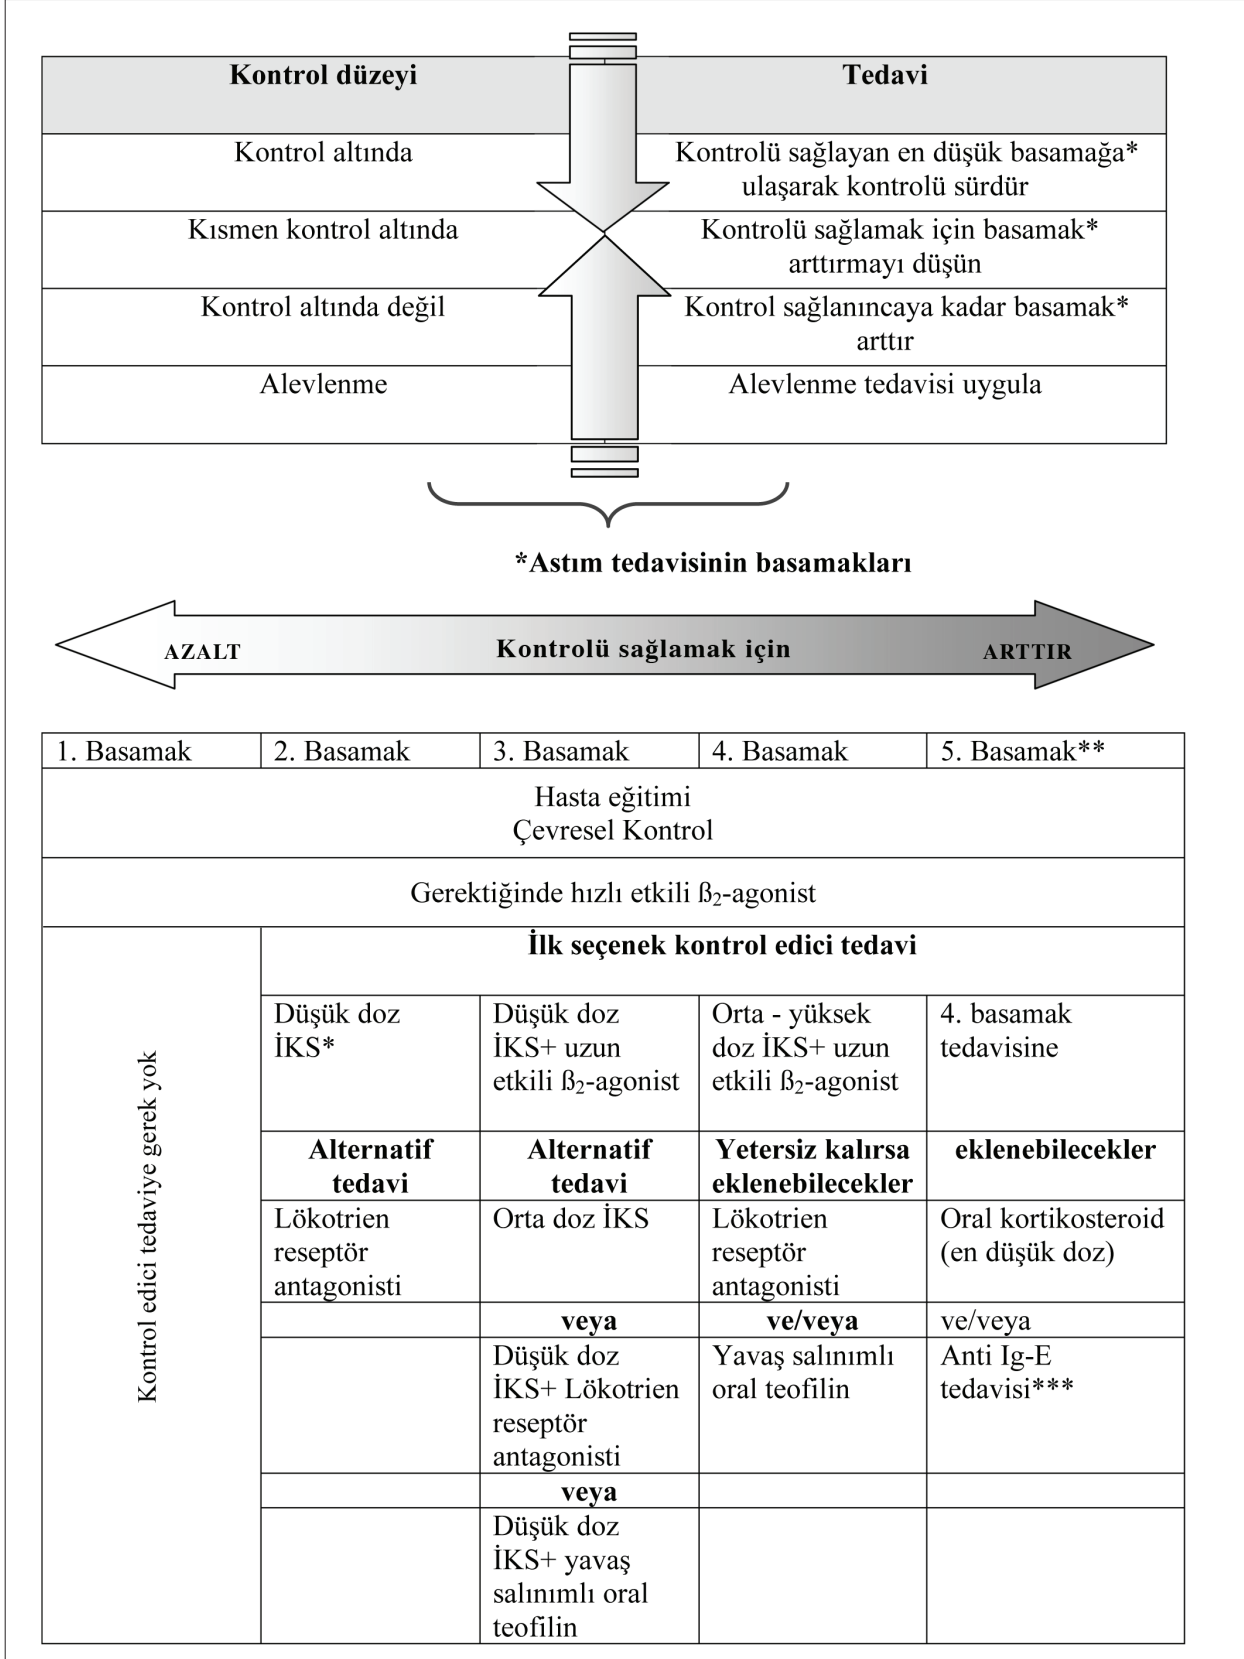 Kontrol düzeyi
Tedavi
Kontrol altında
Kontrolü sağlayan en düşük basamağa*
ulaşarak kontrolü sürdür
Kısmen kontrol altında
Kontrolü sağlamak için basamak*
arttırmayı düşün
Kontrol altında değil
Kontrol sağlanıncaya kadar basamak*
arttır
Alevlenme
Alevlenme tedavisi uygula
*Astım tedavisinin basamakları
AZALT
Kontrolü sağlamak için
ARTTIR
1. Basamak
2. Basamak
3. Basamak
4. Basamak
5. Basamak**
Hasta eğitimi
Çevresel Kontrol
Gerektiğinde hızlı etkili ß₂-agonist
Kontrol edici tedaviye gerek yok
İlk seçenek kontrol edici tedavi
Düşük doz
İKS*
Düşük doz
İKS+ uzun
etkili ß₂-agonist
Orta - yüksek
doz İKS+ uzun
etkili ß₂-agonist
4. basamak
tedavisine
Alternatif
tedavi
Alternatif
tedavi
Yetersiz kalırsa
eklenebilecekler
eklenebilecekler
Lökotrien
reseptör
antagonisti
Orta doz İKS
Lökotrien
reseptör
antagonisti
Oral kortikosteroid
(en düşük doz)
veya
ve/veya
ve/veya
Düşük doz
İKS+ Lökotrien
reseptör
antagonisti
Yavaş salınımlı
oral teofilin
Anti Ig-E
tedavisi***
veya
Düşük doz
İKS+ yavaş
salınımlı oral
teofilin